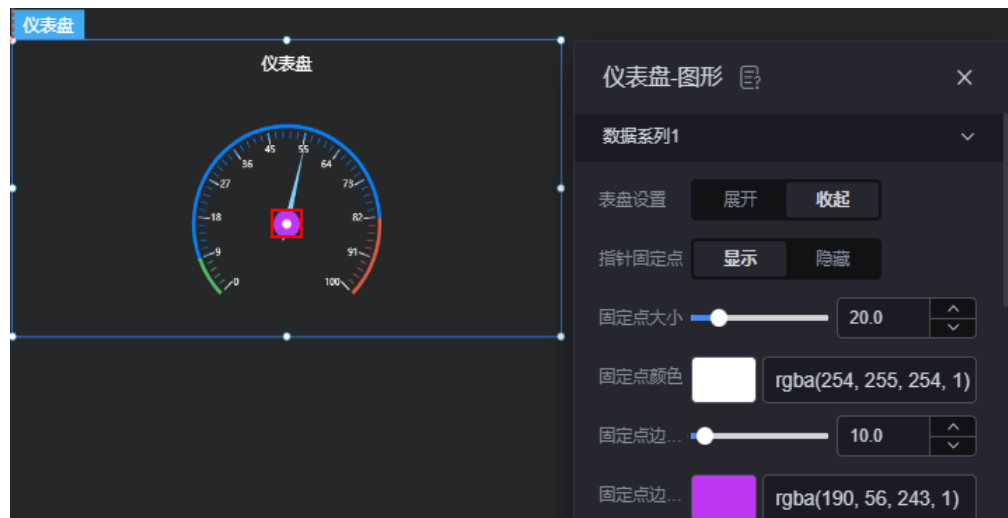 仪表盘
仪表盘
0
9
18
27
36
45
55
64
73
82
91
100
仪表盘-图形
数据系列1
表盘设置 展开 收起
指针固定点 显示 隐藏
固定点大小 20.0
固定点颜色 rgba(254, 255, 254, 1)
固定点边... 10.0
固定点边... rgba(190, 56, 243, 1)